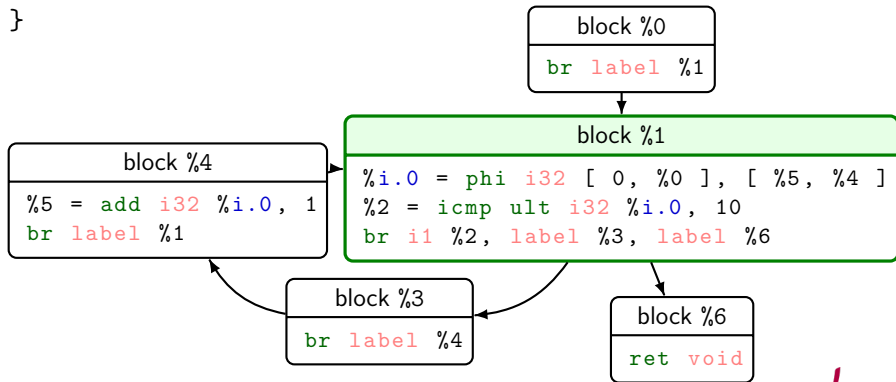 }
block %0
br label %1
block %1
%i.0 = phi i32 [ 0, %0 ], [ %5, %4 ]
%2 = icmp ult i32 %i.0, 10
br i1 %2, label %3, label %6
block %4
%5 = add i32 %i.0, 1
br label %1
block %3
br label %4
block %6
ret void